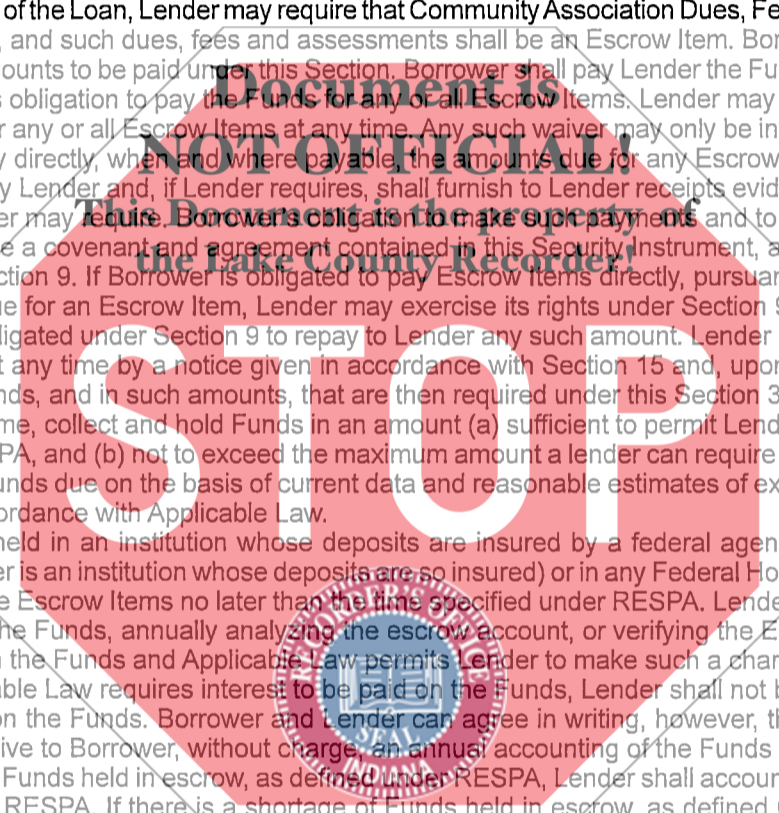 of the Loan, Lender may require that Community Association Dues, Fe
, and such dues, fees and assessments shall be an Escrow Item. Bor
ounts to be paid under this Section. Borrower shall pay Lender the Fu
obligation to pay the Funds for any or all Escrow Items. Lender may
r any or all Escrow Items at any time. Any such waiver may only be in
y directly, when and where payable, the amounts due for any Escrow
y Lender and, if Lender requires, shall furnish to Lender receipts evid
er may require. Borrower's obligation to make such payments and to
e a covenant and agreement contained in this Security Instrument, a
ction 9. If Borrower is obligated to pay Escrow Items directly, pursuan
e for an Escrow Item, Lender may exercise its rights under Section 9
ligated under Section 9 to repay to Lender any such amount. Lender
t any time by a notice given in accordance with Section 15 and, upon
nds, and in such amounts, that are then required under this Section 3
me, collect and hold Funds in an amount (a) sufficient to permit Lend
PA, and (b) not to exceed the maximum amount a lender can require
unds due on the basis of current data and reasonable estimates of ex
ordance with Applicable Law.
held in an institution whose deposits are insured by a federal agen
er is an institution whose deposits are so insured) or in any Federal Ho
e Escrow Items no later than the time specified under RESPA. Lende
he Funds, annually analyzing the escrow account, or verifying the E
the Funds and Applicable Law permits Lender to make such a char
ble Law requires interest to be paid on the Funds, Lender shall not b
on the Funds. Borrower and Lender can agree in writing, however, th
ive to Borrower, without charge, an annual accounting of the Funds
Funds held in escrow, as defined under RESPA, Lender shall accoun
RESPA. If there is a shortage of Funds held in escrow, as defined
Document is
NOT OFFICIAL!
This Document is the property of
the Lake County Recorder!
STOP
RECORDER'S OFFICE
SEAL
INDIANA